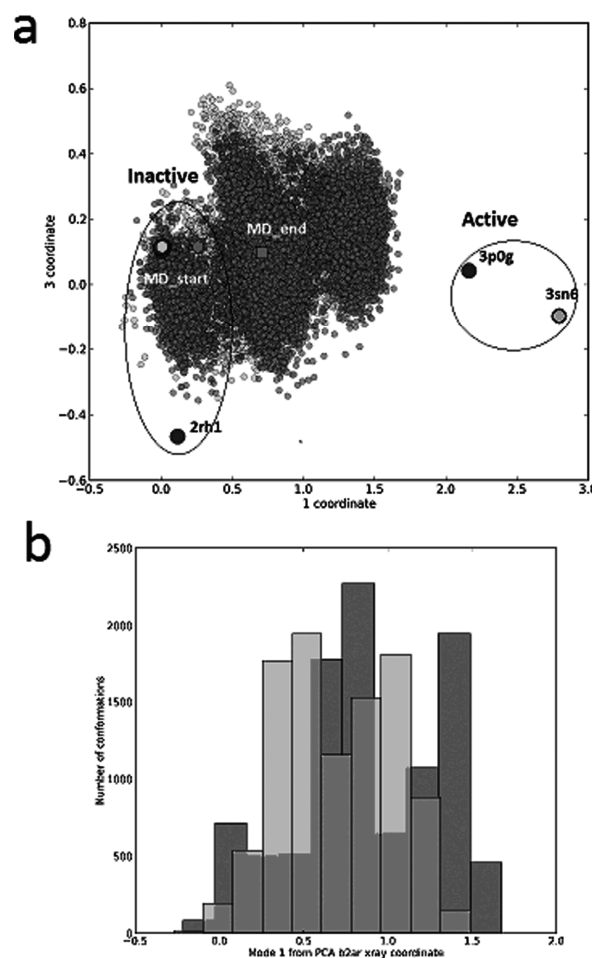 a
0.8
0.6
0.4
0.2
0.0
−0.2
−0.4
−0.6
Inactive
Active
MD_start
MD_end
3p0g
3sn6
2rh1
−0.5 0.0 0.5 1.0 1.5 2.0 2.5 3.0
3 coordinate
1 coordinate
b
2500
2000
1500
1000
500
0
−0.5 0.0 0.5 1.0 1.5 2.0
Number of conformations
Mode 1 from PCA b2ar xray coordinate